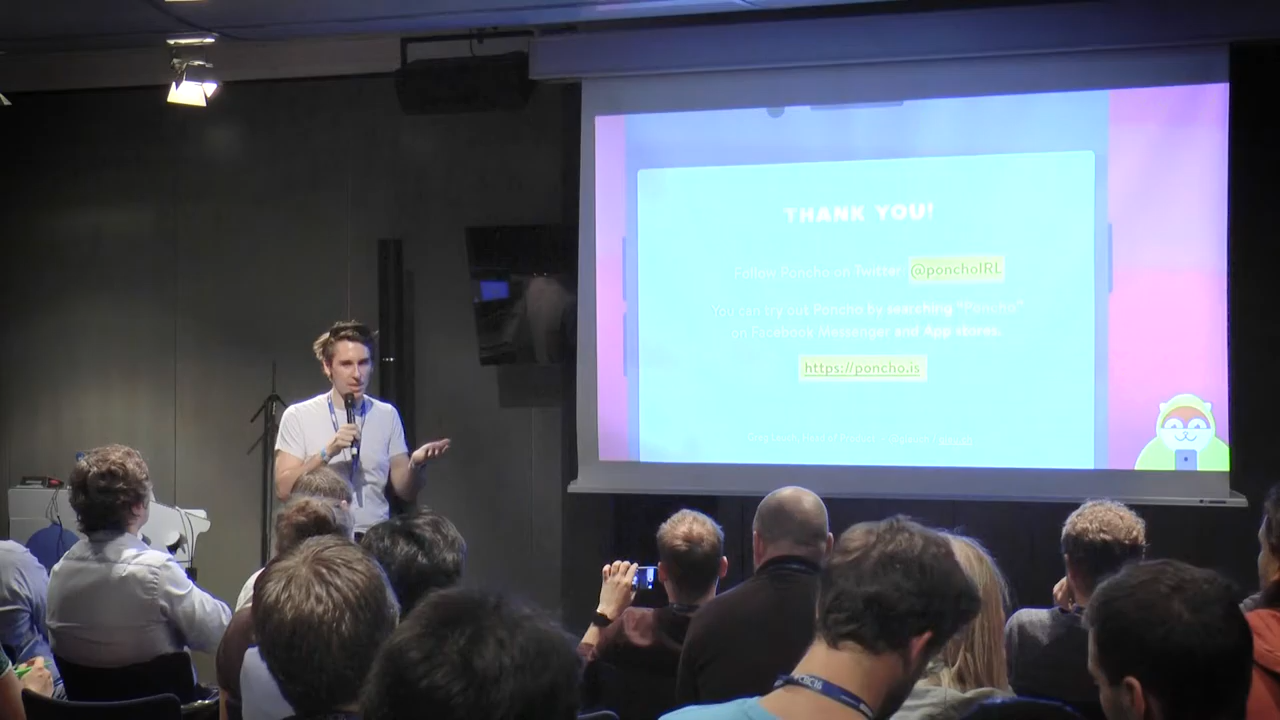 THANK YOU!
Follow Poncho on Twitter @ponchoIRL
You can try out Poncho by searching "Poncho"
on Facebook Messenger and App stores.
https://poncho.is